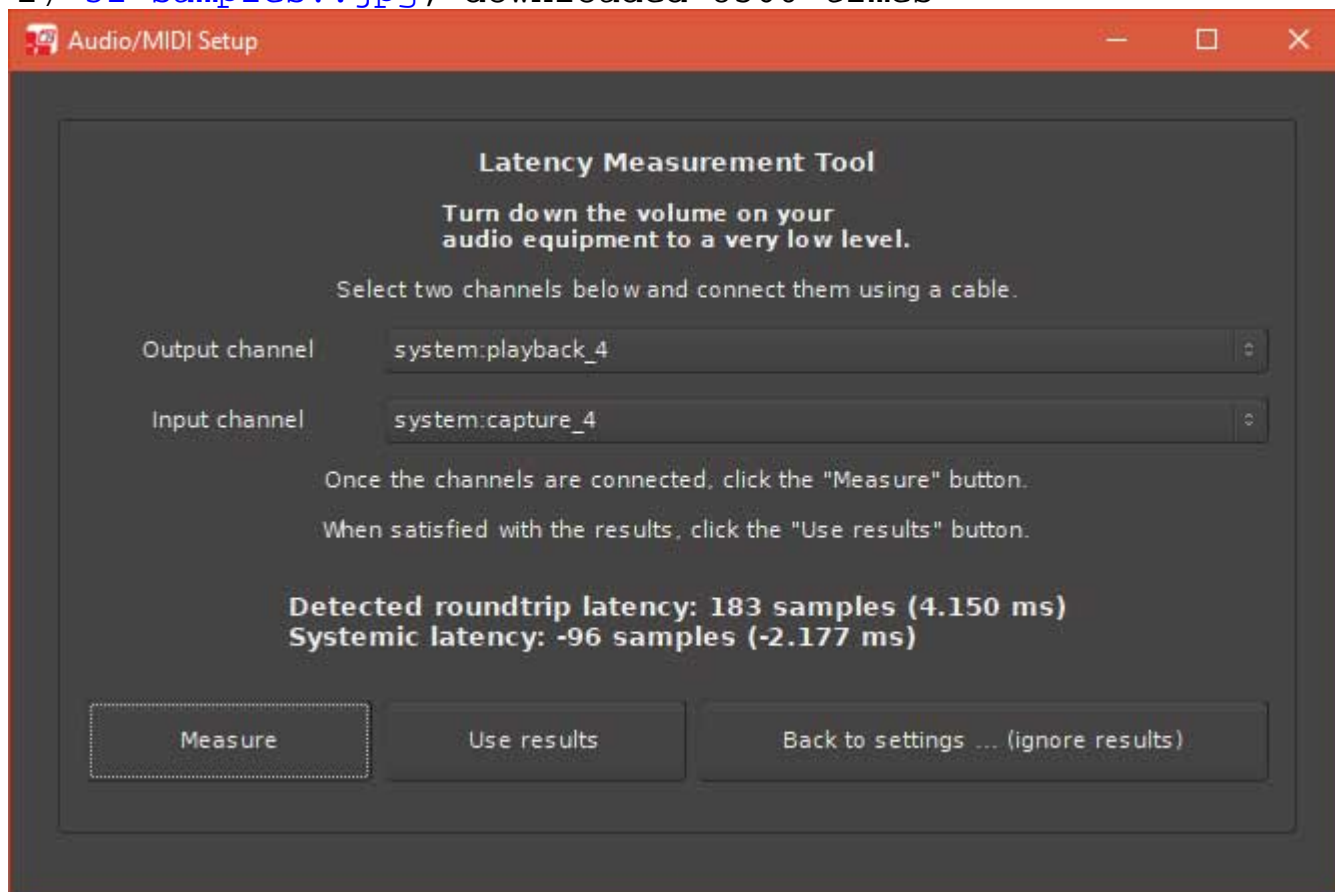 Audio/MIDI Setup
Latency Measurement Tool
Turn down the volume on your
audio equipment to a very low level.
Select two channels below and connect them using a cable.
Output channel system:playback_4
Input channel system:capture_4
Once the channels are connected, click the "Measure" button.
When satisfied with the results, click the "Use results" button.
Detected roundtrip latency: 183 samples (4.150 ms)
Systemic latency: -96 samples (-2.177 ms)
Measure Use results Back to settings ... (ignore results)